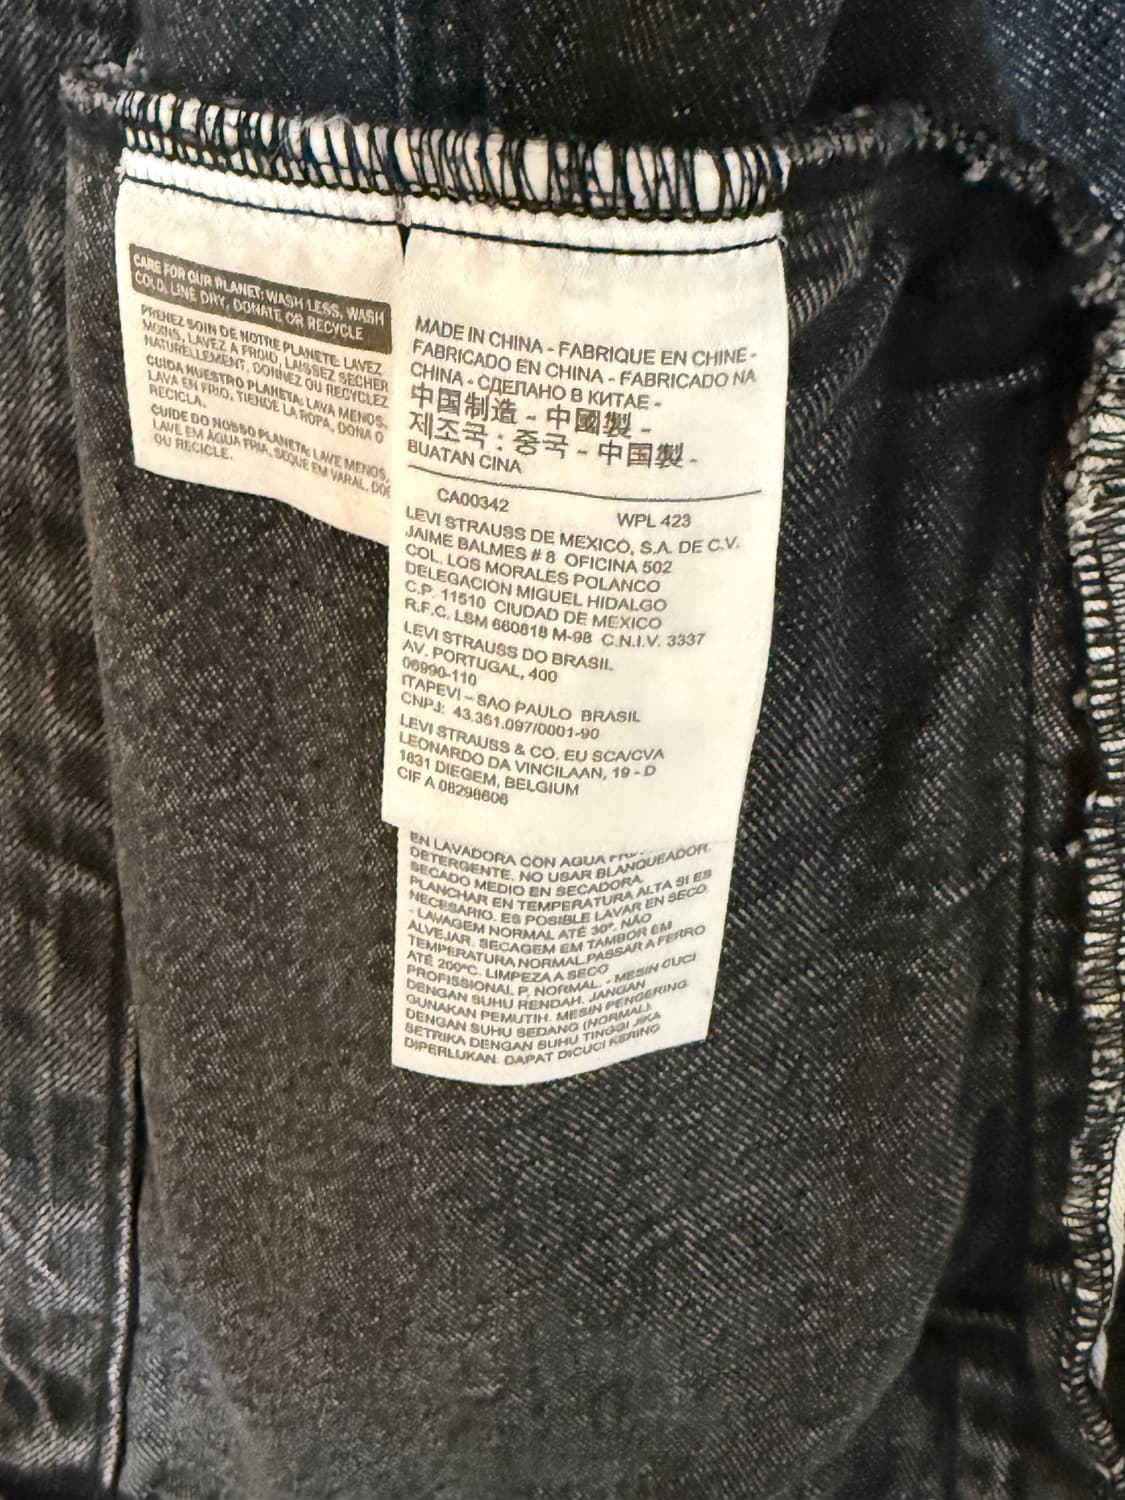 CARE FOR OUR PLANET: WASH LESS, WASH
COLD, LINE DRY, DONATE OR RECYCLE
PRENEZ SOIN DE NOTRE PLANETE: LAVEZ
MOINS, LAVEZ A FROID, LAISSEZ SECHER
NATURELLEMENT, DONNEZ OU RECYCLEZ
CUIDA NUESTRO PLANETA: LAVA MENOS,
LAVA EN FRIO, TIENDE LA ROPA, DONA O
RECICLA.
CUIDE DO NOSSO PLANETA: LAVE MENOS,
LAVE EM ÁGUA FRIA, SEQUE EM VARAL, DOE
OU RECICLE.
MADE IN CHINA - FABRIQUE EN CHINE -
FABRICADO EN CHINA - FABRICADO NA
CHINA - СДЕПАНО В КИТАЕ -
中国制造 - 中國製 -
제조국 : 중국 - 中国製 -
BUATAN CINA
CA00342 WPL 423
LEVI STRAUSS DE MEXICO, S.A. DE C.V.
JAIME BALMES # 8 OFICINA 502
COL. LOS MORALES POLANCO
DELEGACION MIGUEL HIDALGO
C.P. 11510 CIUDAD DE MEXICO
R.F.C. LSM 660818 M-98 C.N.I.V. 3337
LEVI STRAUSS DO BRASIL
AV. PORTUGAL, 400
06690-110
ITAPEVI – SAO PAULO BRASIL
CNPJ: 43.351.097/0001-90
LEVI STRAUSS & CO. EU SCA/CVA
LEONARDO DA VINCILAAN, 19 - D
1831 DIEGEM, BELGIUM
CIF A 08298606
EN LAVADORA CON AGUA
DETERGENTE. NO USAR BLANQUEADOR.
SECADO MEDIO EN SECADORA.
PLANCHAR EN TEMPERATURA ALTA SI ES
NECESARIO. ES POSIBLE LAVAR EN SECO
- LAVAGEM NORMAL ATÉ 30º. NÃO
ALVEJAR. SECAGEM EM TAMBOR EM
TEMPERATURA NORMAL.PASSAR A FERRO
ATÉ 200ºC. LIMPEZA A SECO
PROFISSIONAL P, NORMAL. - MESIN CUCI
DENGAN SUHU RENDAH. JANGAN
GUNAKAN PEMUTIH. MESIN PENGERING
DENGAN SUHU SEDANG (NORMAL).
SETRIKA DENGAN SUHU TINGGI JIKA
DIPERLUKAN. DAPAT DICUCI KERING